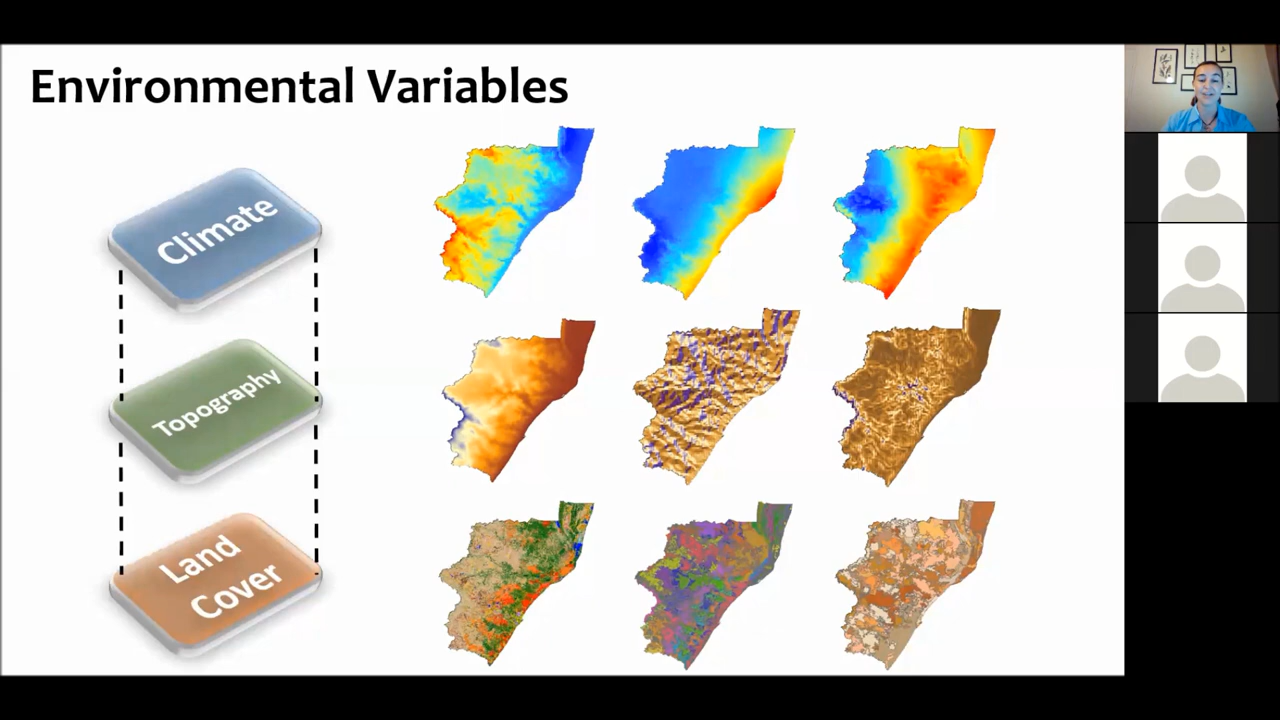 Environmental Variables
Climate
Topography
Land
Cover